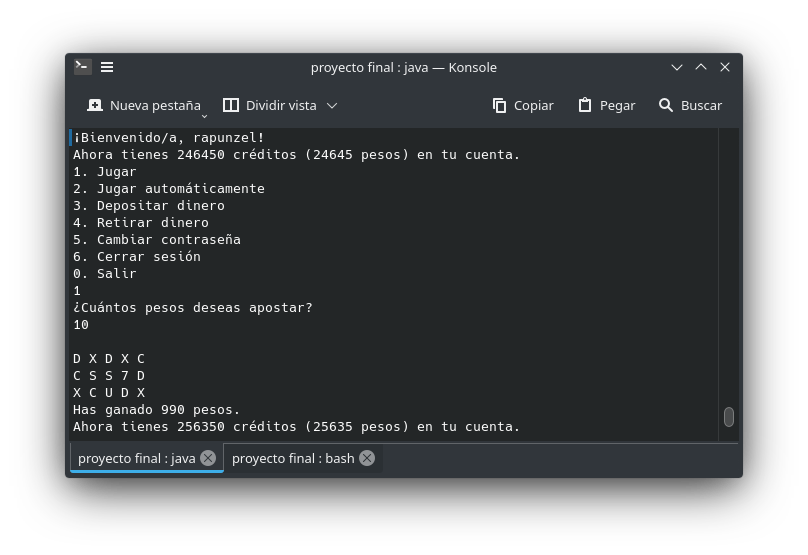 proyecto final : java — Konsole
Nueva pestaña Dividir vista Copiar Pegar Buscar
¡Bienvenido/a, rapunzel!
Ahora tienes 246450 créditos (24645 pesos) en tu cuenta.
1. Jugar
2. Jugar automáticamente
3. Depositar dinero
4. Retirar dinero
5. Cambiar contraseña
6. Cerrar sesión
0. Salir
1
¿Cuántos pesos deseas apostar?
10
D X D X C
C S S 7 D
X C U D X
Has ganado 990 pesos.
Ahora tienes 256350 créditos (25635 pesos) en tu cuenta.
proyecto final : java proyecto final : bash